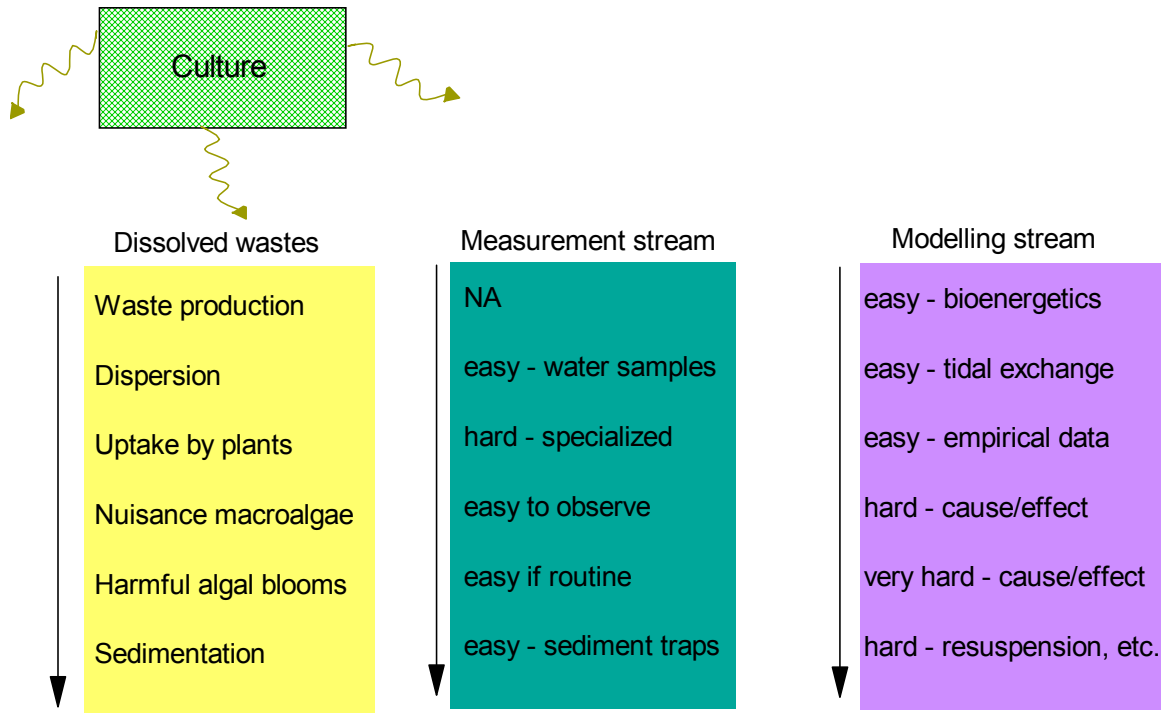 Culture
Dissolved wastes
Waste production
Dispersion
Uptake by plants
Nuisance macroalgae
Harmful algal blooms
Sedimentation
Measurement stream
NA
easy - water samples
hard - specialized
easy to observe
easy if routine
easy - sediment traps
Modelling stream
easy - bioenergetics
easy - tidal exchange
easy - empirical data
hard - cause/effect
very hard - cause/effect
hard - resuspension, etc.